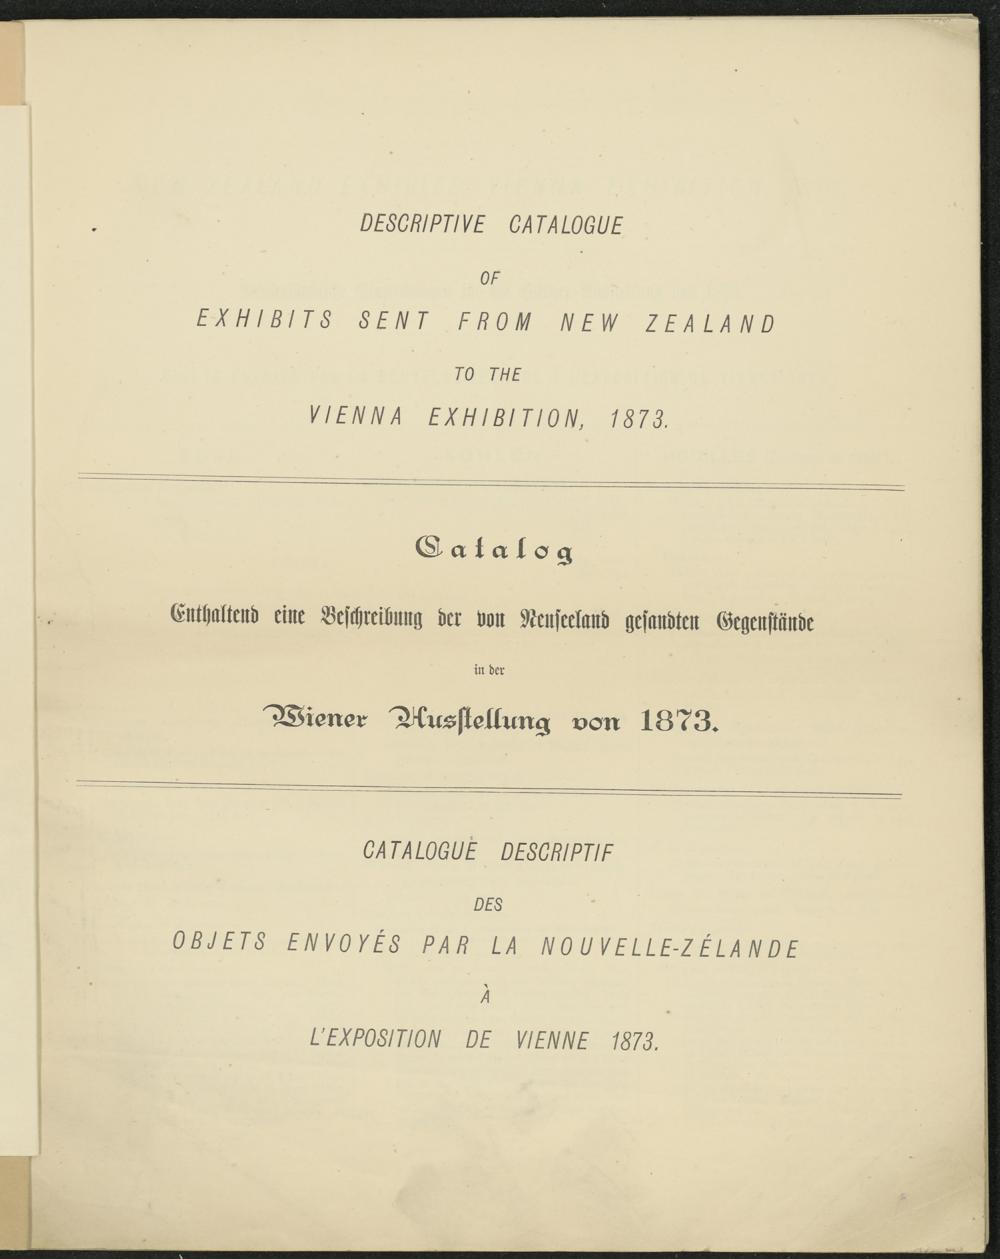 DESCRIPTIVE CATALOGUE
OF
EXHIBITS SENT FROM NEW ZEALAND
TO THE
VIENNA EXHIBITION, 1873.
Catalog
Enthaltend eine Beschreibung der von Neuseeland gesandten Gegenstände
in der
Wiener Ausstellung von 1873.
CATALOGUE DESCRIPTIF
DES
OBJETS ENVOYÉS PAR LA NOUVELLE-ZÉLANDE
À
L'EXPOSITION DE VIENNE 1873.